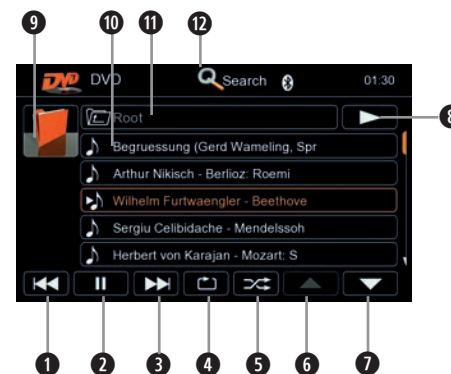 9 10 11 12
DVD DVD Search 01:30
Root
8
Begruessung (Gerd Wameling, Spr
Arthur Nikisch - Berlioz: Roemi
Wilhelm Furtwaengler - Beethove
Sergiu Celibidache - Mendelssoh
Herbert von Karajan - Mozart: S
1 2 3 4 5 6 7